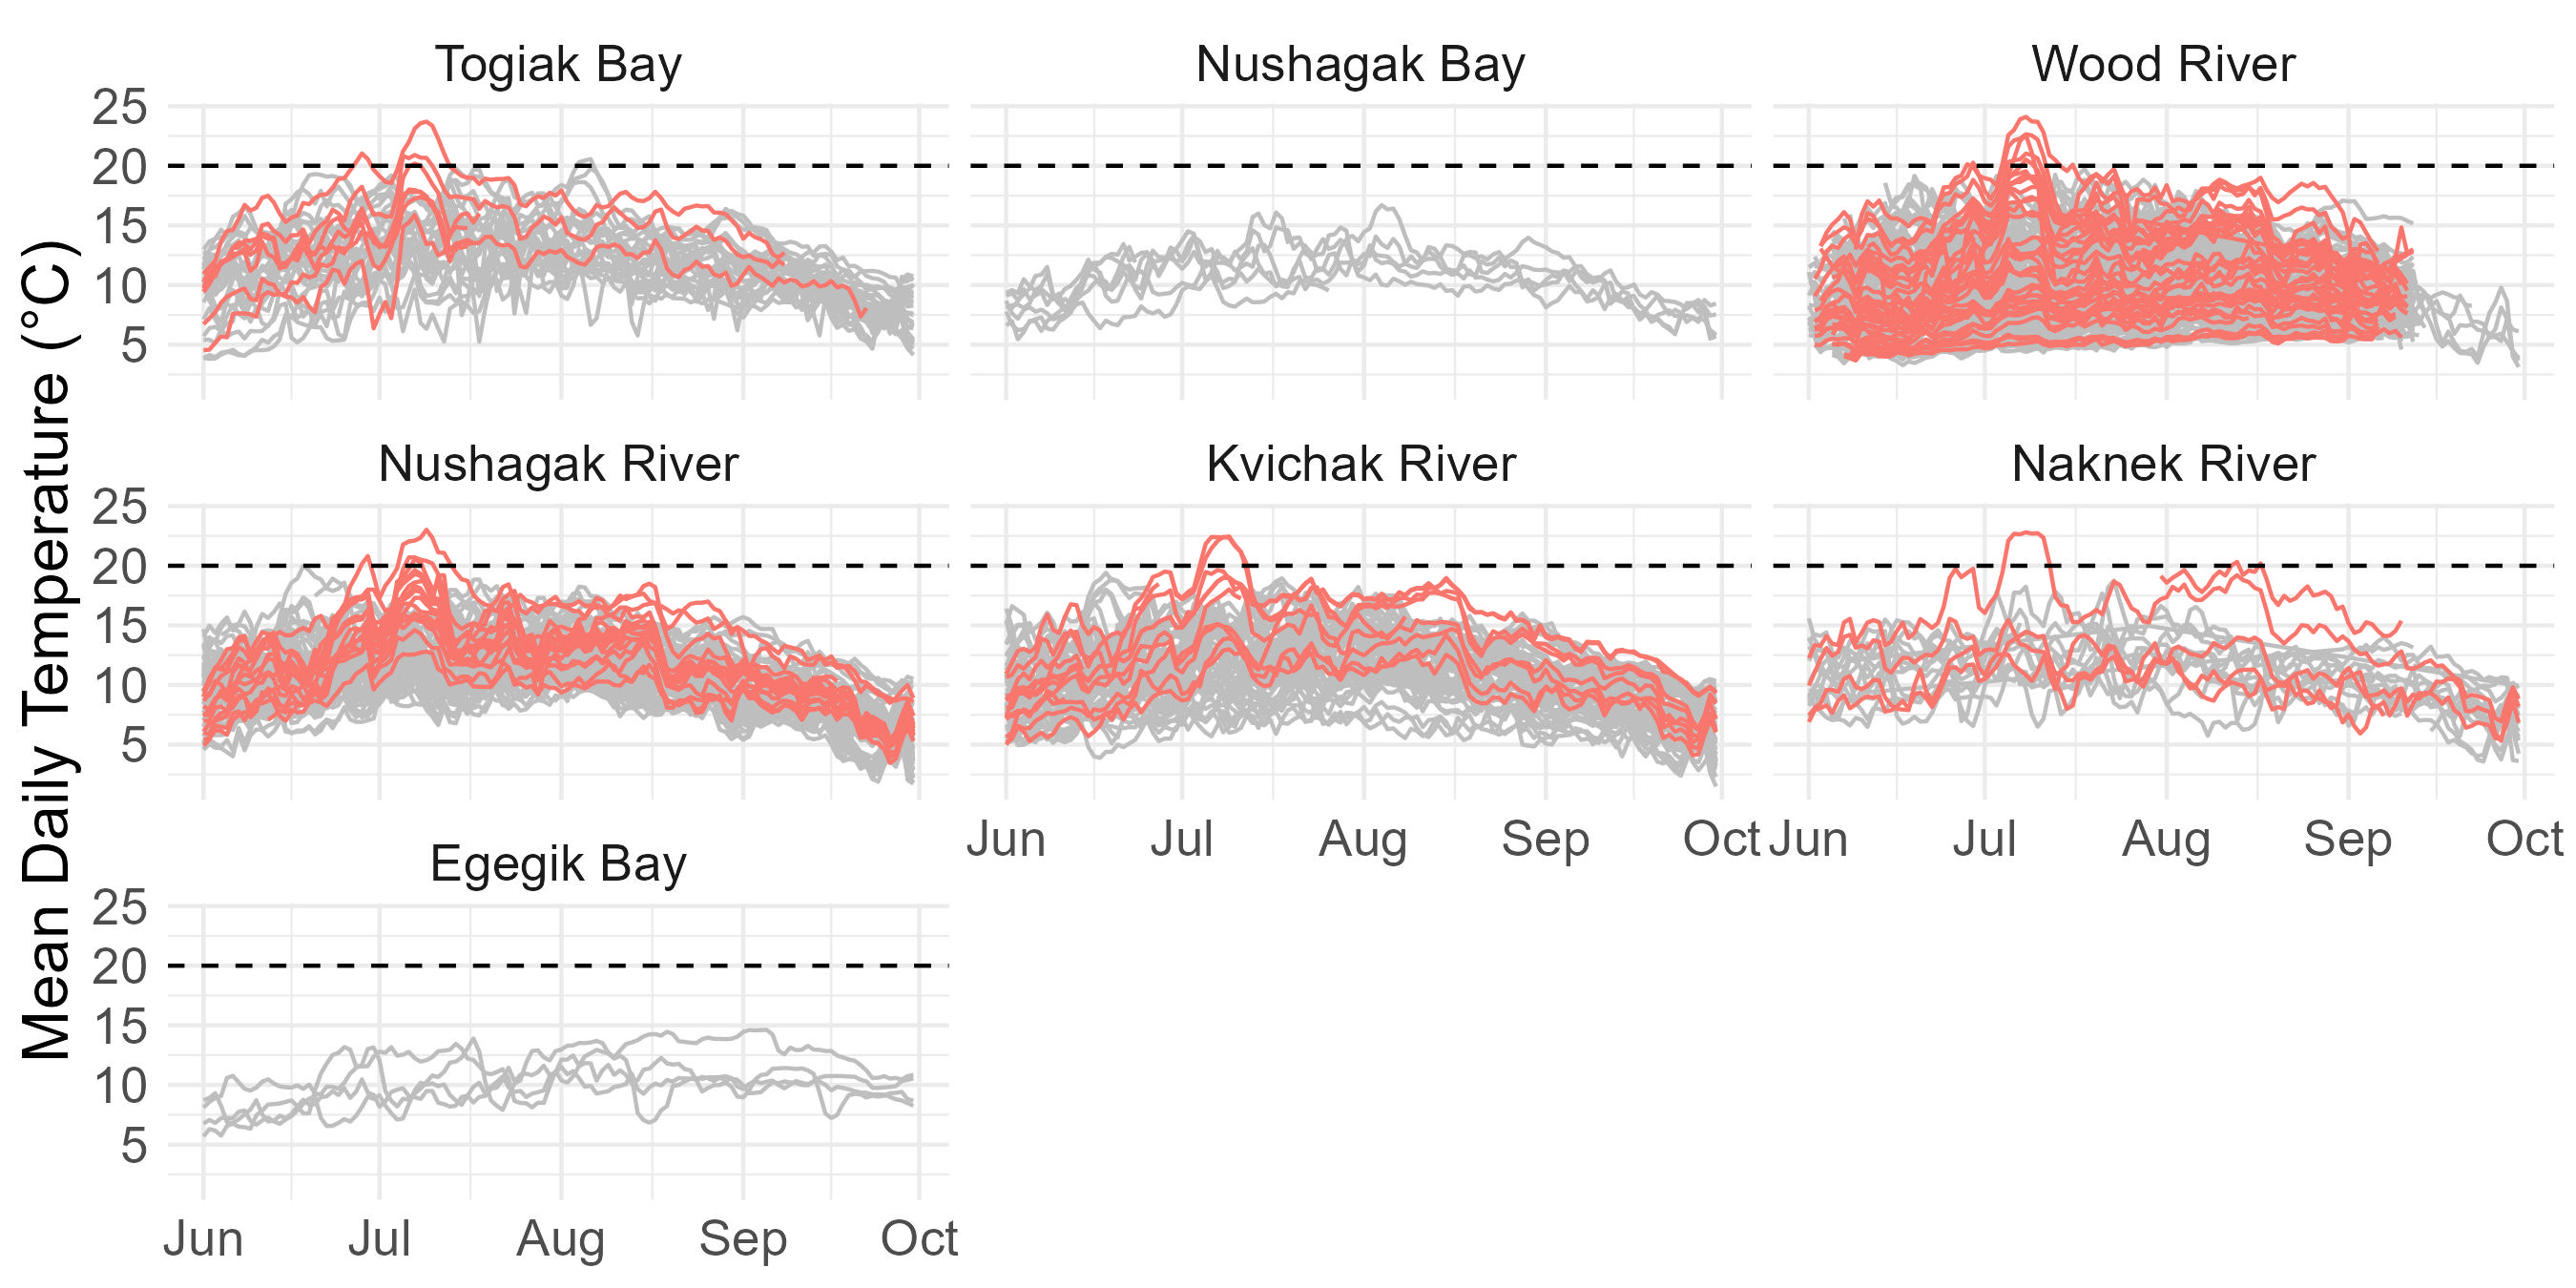 Togiak Bay
Nushagak Bay
Wood River
25
20
15
10
5
Nushagak River
Kvichak River
Naknek River
25
20
15
10
5
Jun Jul Aug Sep Oct
Jun Jul Aug Sep Oct
Egegik Bay
25
20
15
10
5
Jun Jul Aug Sep Oct
Mean Daily Temperature (°C)